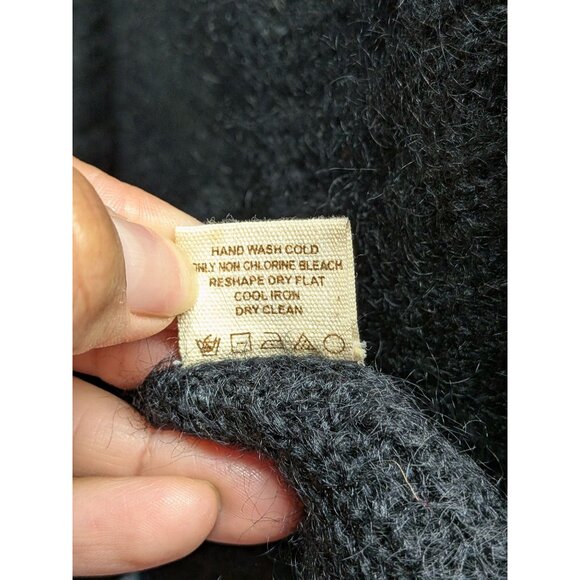 HAND WASH COLD
ONLY NON CHLORINE BLEACH
RESHAPE DRY FLAT
COOL IRON
DRY CLEAN